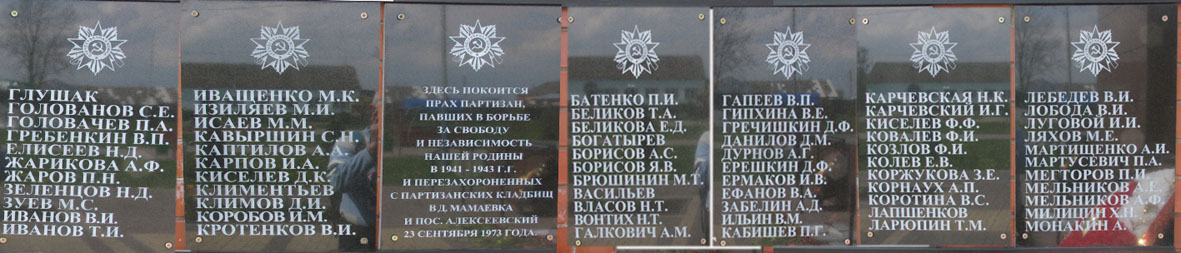 ГЛУШАК
ГОЛОВАНОВ С.Е.
ГОЛОВАЧЕВ П.А.
ГРЕБЕНКИН В.П.
ЕЛИСЕЕВ Н.Д.
ЖАРИКОВА А.Ф.
ЖАРОВ П.Н.
ЗЕЛЕНЦОВ Н.Д.
ЗУЕВ М.С.
ИВАНОВ В.И.
ИВАНОВ Т.И.
ИВАЩЕНКО М.К.
ИЗИЛЯЕВ М.И.
ИСАЕВ М.М.
КАВЫРШИН С.Н.
КАПТИЛОВ А.А.
КАРПОВ И.А.
КИСЕЛЕВ Д.К.
КЛИМЕНТЬЕВ
КЛИМОВ Д.И.
КОРОБОВ И.М.
КРОТЕНКОВ В.И.
ЗДЕСЬ ПОКОИТСЯ
ПРАХ ПАРТИЗАН,
ПАВШИХ В БОРЬБЕ
ЗА СВОБОДУ
И НЕЗАВИСИМОСТЬ
НАШЕЙ РОДИНЫ
В 1941 - 1943 Г.Г.
И ПЕРЕЗАХОРОНЕННЫХ
С ПАРТИЗАНСКИХ КЛАДБИЩ
В Д. МАМАЕВКА
И ПОС. АЛЕКСЕЕВСКИЙ
23 СЕНТЯБРЯ 1973 ГОДА.
БАТЕНКО П.И.
БЕЛИКОВ Т.А.
БЕЛИКОВА Е.Д.
БОГАТЫРЕВ
БОРИСОВ А.С.
БОРИСОВ Я.В.
БРЮШИНИН М.Т.
ВАСИЛЬЕВ
ВЛАСОВ Н.Т.
ВОНТИХ Н.Т.
ГАЛКОВИЧ А.М.
ГАПЕЕВ В.П.
ГИПХИНА В.Е.
ГРЕЧИШКИН Д.Ф.
ДАНИЛОВ Д.М.
ДУРНОВ А.Г.
ЕРЕШКИН Д.Ф.
ЕРМАКОВ И.В.
ЕФАНОВ В.А.
ЗАБЕЛИН А.Д.
ИЛЬИН В.М.
КАБИШЕВ П.Г.
КАРЧЕВСКАЯ Н.К.
КАРЧЕВСКИЙ И.Г.
КИСЕЛЕВ Ф.Ф.
КОВАЛЕВ Ф.И.
КОЗЛОВ Ф.И.
КОЛЕВ Е.В.
КОРЖУКОВА З.Е.
КОРНАУХ А.П.
КОРОТИНА В.С.
ЛАПШЕНКОВ
ЛАРЮПИН Т.М.
ЛЕБЕДЕВ В.И.
ЛОБОДА В.И.
ЛУГОВОЙ И.И.
ЛЯХОВ М.Е.
МАРТИЩЕНКО А.И.
МАРТУСЕВИЧ П.А.
МЕГТОРОВ П.И.
МЕЛЬНИКОВ А.Е.
МЕЛЬНИКОВ А.Ф.
МИЛИЦИН Х.Н.
МОНАКИН А.